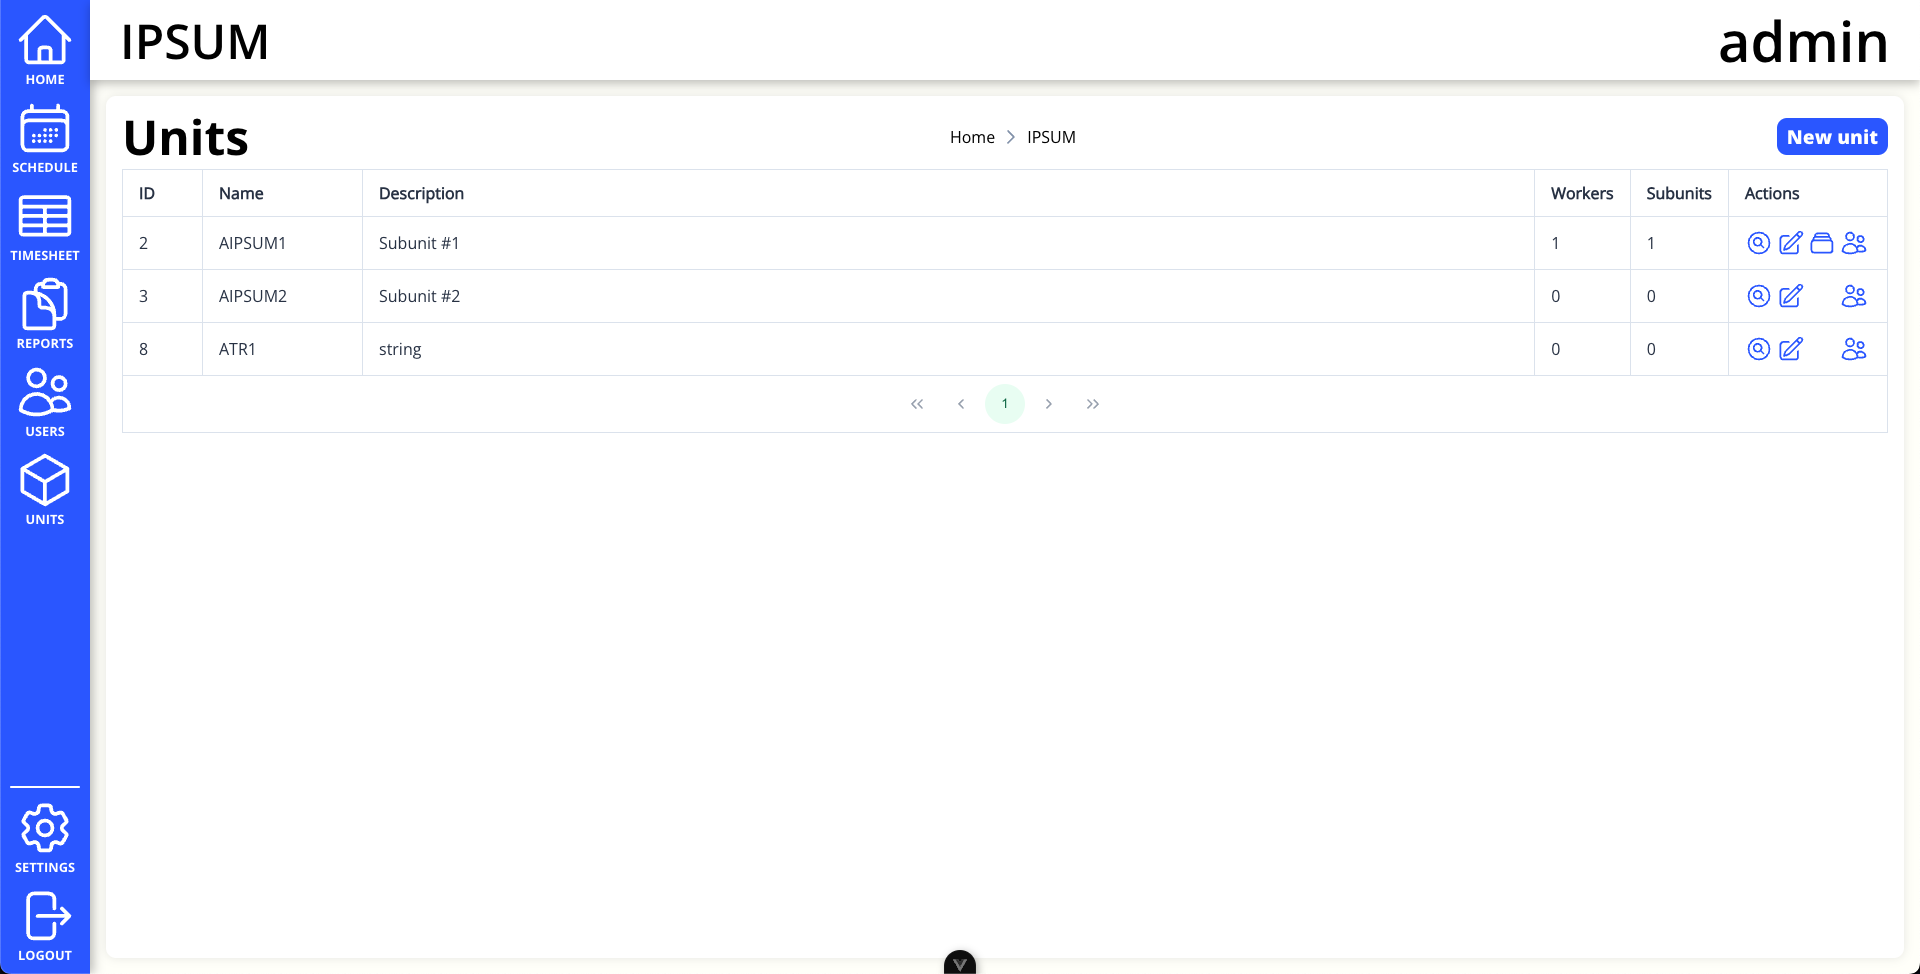 IPSUM
admin
HOME
SCHEDULE
TIMESHEET
REPORTS
USERS
UNITS
SETTINGS
LOGOUT
Units
Home IPSUM
New unit
ID Name Description Workers Subunits Actions
2 AIPSUM1 Subunit #1 1 1
3 AIPSUM2 Subunit #2 0 0
8 ATR1 string 0 0
1